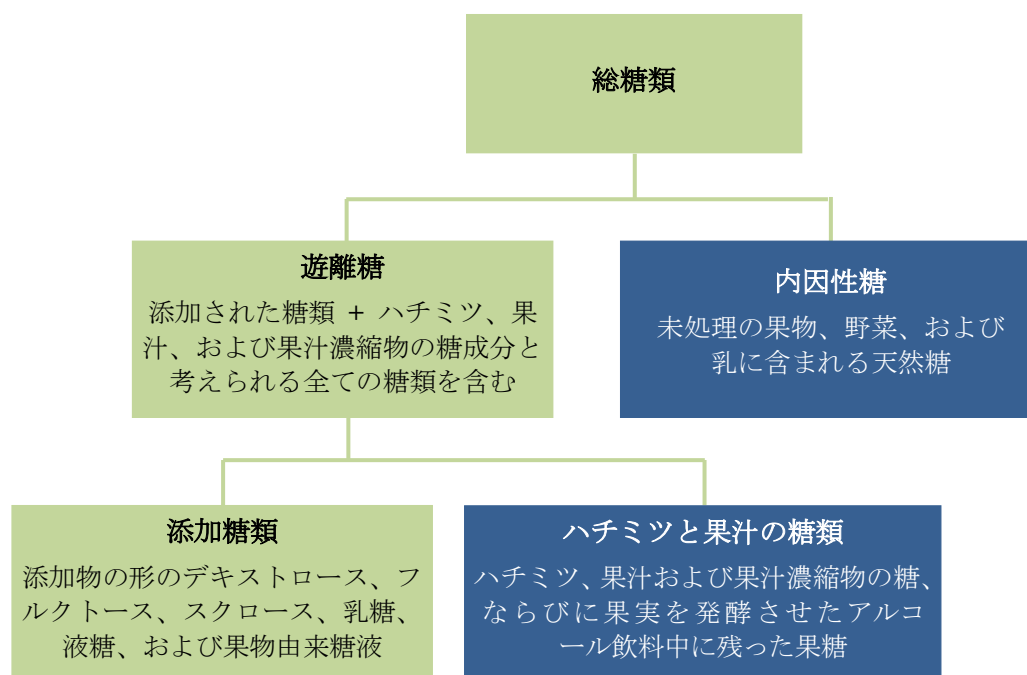 総糖類
遊離糖
添加された糖類 + ハチミツ、果
汁、および果汁濃縮物の糖成分と
考えられる全ての糖類を含む
内因性糖
未処理の果物、野菜、および
乳に含まれる天然糖
添加糖類
添加物の形のデキストロース、フ
ルクトース、スクロース、乳糖、
液糖、および果物由来糖液
ハチミツと果汁の糖類
ハチミツ、果汁および果汁濃縮物の糖、
ならびに果実を発酵させたアルコ
ール飲料中に残った果糖